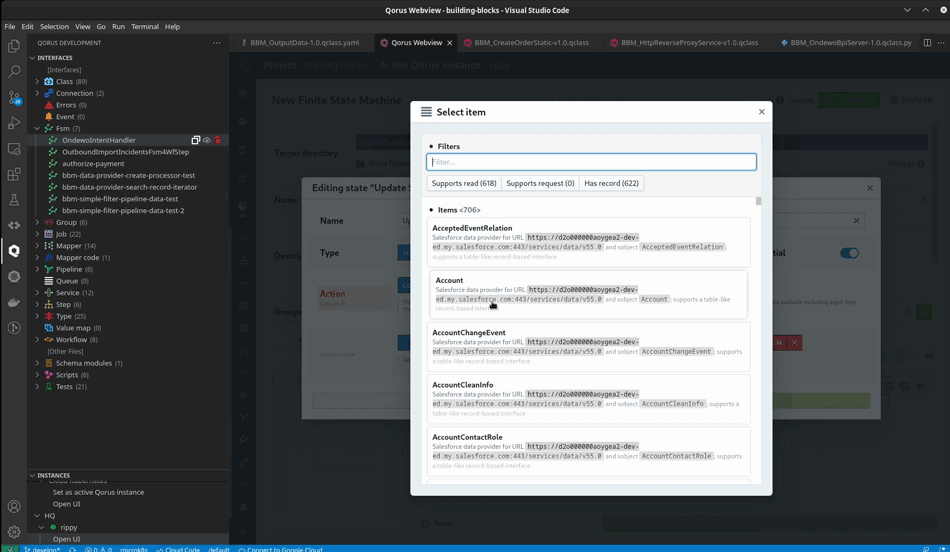 Qorus Webview - building-blocks - Visual Studio Code
File Edit Selection View Go Run Terminal Help
QORUS DEVELOPMENT
BBM_OutputData-1.0.qclass.yaml
Qorus Webview
BBM_CreateOrderStatic-v1.0.qclass
BBM_HttpReverseProxyService-v1.0.qclass
BBM_OndewoBpiServer-1.0.qclass.py
INTERFACES
[Interfaces]
Class (89)
Connection (2)
Errors (0)
Event (0)
Fsm (7)
OndewoIntentHandler
OutboundImportIncidentsFsm4WfStep
authorize-payment
bbm-data-provider-create-processor-test
bbm-data-provider-search-record-iterator
bbm-simple-filter-pipeline-data-test
bbm-simple-filter-pipeline-data-test-2
Group (6)
Job (22)
Mapper (14)
Mapper code (1)
Pipeline (6)
Queue (0)
Service (12)
Step (6)
Type (25)
Value map (0)
Workflow (8)
[Other Files]
Schema modules (1)
Scripts (6)
Tests (21)
INSTANCES
Set as active Qorus instance
Open UI
HQ
rippy
Open UI
develop*
0
0
microk8s
Cloud Code
default
Connect to Google Cloud
Project: building-blocks
Active Qorus instance: rippy
New Finite State Machine
Target directory
Editing state "Update S
Name
Type
Action
Reset
Select item
Filters
Filter...
Supports read (618)
Supports request (0)
Has record (622)
Items <706>
AcceptedEventRelation
Salesforce data provider for URL https://d2o000000aoygea2-dev-
ed.my.salesforce.com:443/services/data/v55.0 and sobject AcceptedEventRelation;
supports a table-like record-based interface
Account
Salesforce data provider for URL https://d2o000000aoygea2-dev-
ed.my.salesforce.com:443/services/data/v55.0 and sobject Account; supports a table-like
record-based
AccountChangeEvent
Salesforce data provider for URL https://d2o000000aoygea2-dev-
ed.my.salesforce.com:443/services/data/v55.0 and sobject AccountChangeEvent; supports
a table-like record-based interface
AccountCleanInfo
Salesforce data provider for URL https://d2o000000aoygea2-dev-
ed.my.salesforce.com:443/services/data/v55.0 and sobject AccountCleanInfo; supports a
table-like record-based interface
AccountContactRole
Salesforce data provider for URL https://d2o000000aoygea2-dev-
ed.my.salesforce.com:443/services/data/v55.0 and sobject AccountContactRole; supports
a table-like record-based interface